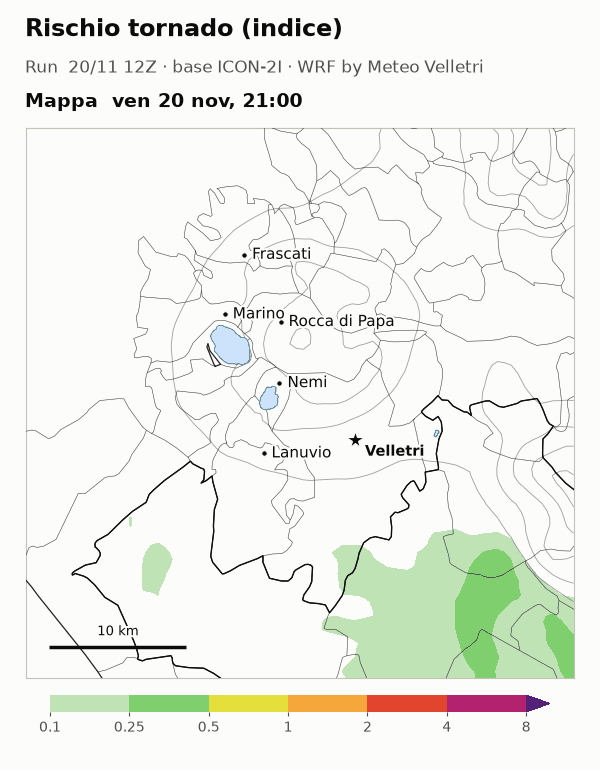 Rischio tornado (indice)
Run  20/11 12Z · base ICON-2I · WRF by Meteo Velletri
Mappa  ven 20 nov, 21:00
Frascati
Marino
Rocca di Papa
Nemi
Velletri
Lanuvio
10 km
0.1 0.25 0.5 1 2 4 8